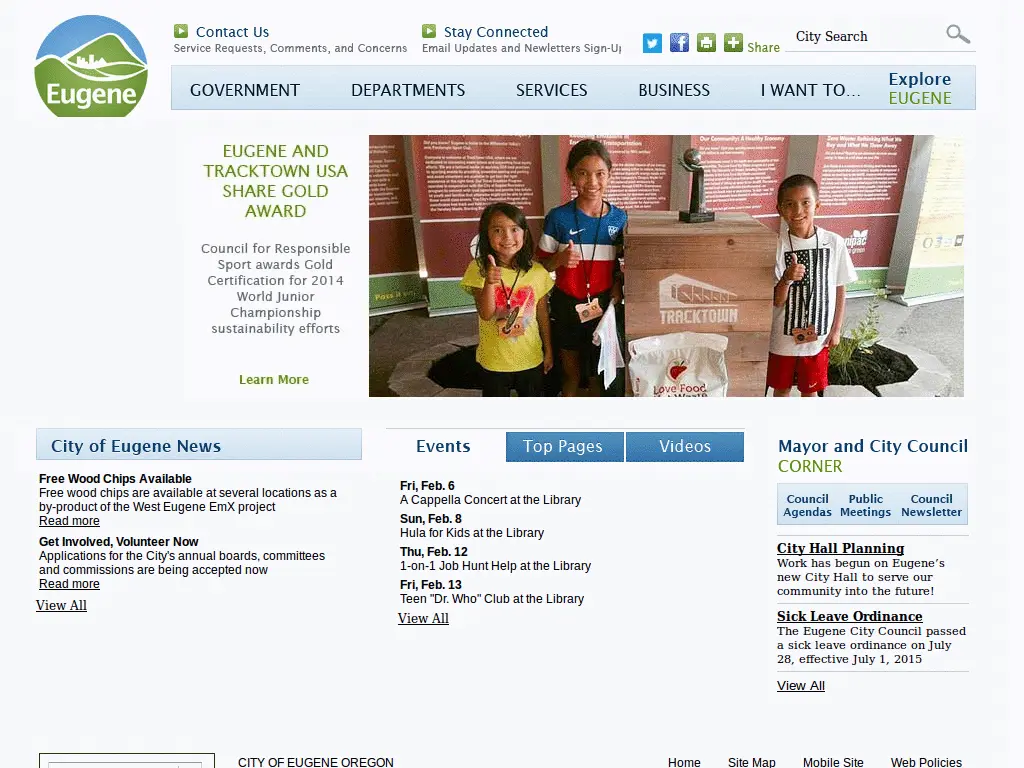 Contact Us
Service Requests, Comments, and Concerns
Stay Connected
Email Updates and Newletters Sign-Up
Share
City Search
Eugene
GOVERNMENT
DEPARTMENTS
SERVICES
BUSINESS
I WANT TO...
Explore
EUGENE
EUGENE AND
TRACKTOWN USA
SHARE GOLD
AWARD
Council for Responsible
Sport awards Gold
Certification for 2014
World Junior
Championship
sustainability efforts
Learn More
TRACKTOWN
Love Food
City of Eugene News
Free Wood Chips Available
Free wood chips are available at several locations as a
by-product of the West Eugene EmX project
Read more
Get Involved, Volunteer Now
Applications for the City's annual boards, committees
and commissions are being accepted now
Read more
View All
Events
Top Pages
Videos
Fri, Feb. 6
A Cappella Concert at the Library
Sun, Feb. 8
Hula for Kids at the Library
Thu, Feb. 12
1-on-1 Job Hunt Help at the Library
Fri, Feb. 13
Teen "Dr. Who" Club at the Library
View All
Mayor and City Council
CORNER
Council
Agendas
Public
Meetings
Council
Newsletter
City Hall Planning
Work has begun on Eugene's
new City Hall to serve our
community into the future!
Sick Leave Ordinance
The Eugene City Council passed
a sick leave ordinance on July
28, effective July 1, 2015
View All
CITY OF EUGENE OREGON
Home
Site Map
Mobile Site
Web Policies